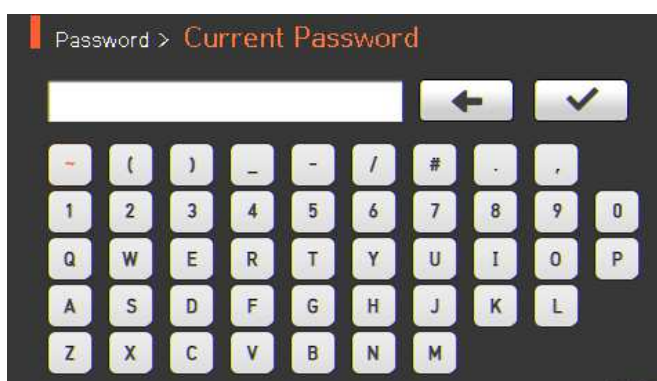 Password > Current Password
~ ( ) _ - / # . ,
1 2 3 4 5 6 7 8 9 0
Q W E R T Y U I O P
A S D F G H J K L
Z X C V B N M